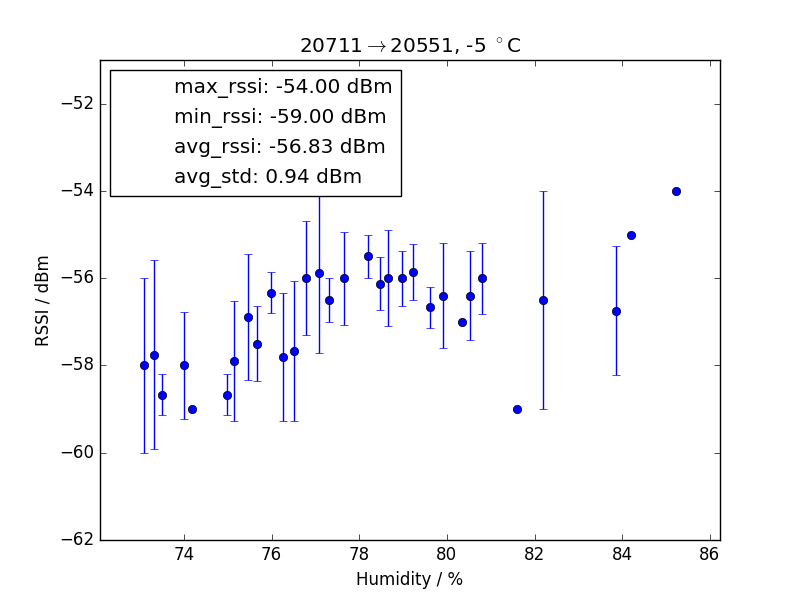 20711→20551, -5 °C
max_rssi: -54.00 dBm
min_rssi: -59.00 dBm
avg_rssi: -56.83 dBm
avg_std: 0.94 dBm
RSSI / dBm
−52
−54
−56
−58
−60
−62
74 76 78 80 82 84 86
Humidity / %